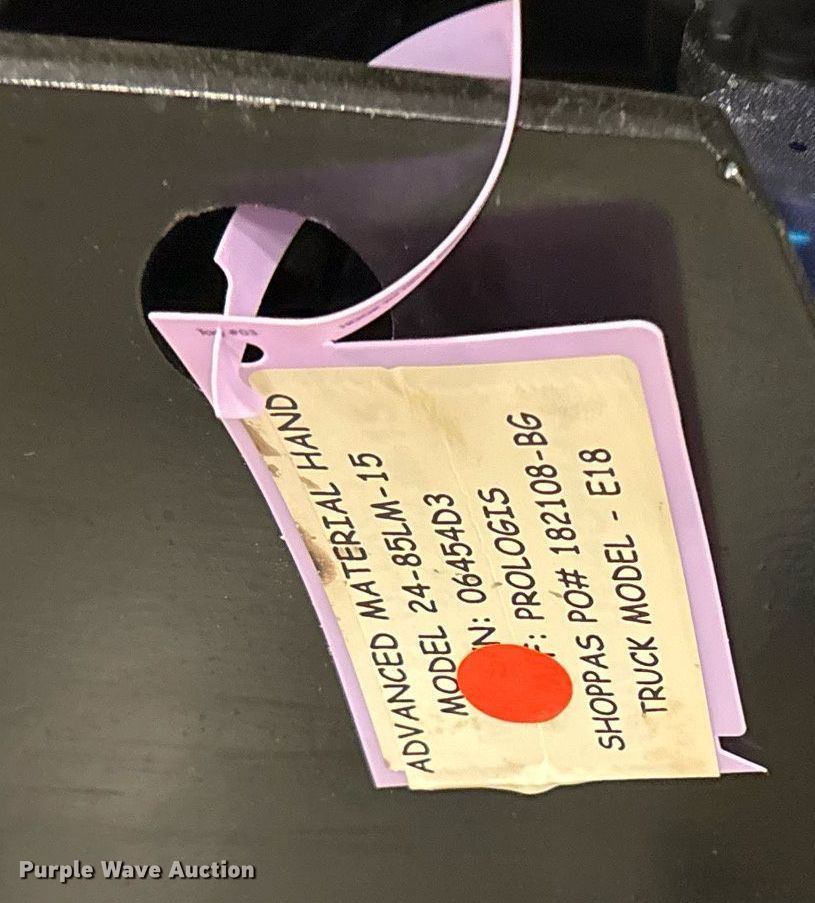 ADVANCED MATERIAL HAND
MODEL 24-85LM-15
N: 06454D3
F: PROLOGIS
SHOPPAS PO# 182108-BG
TRUCK MODEL - E18
Purple Wave Auction